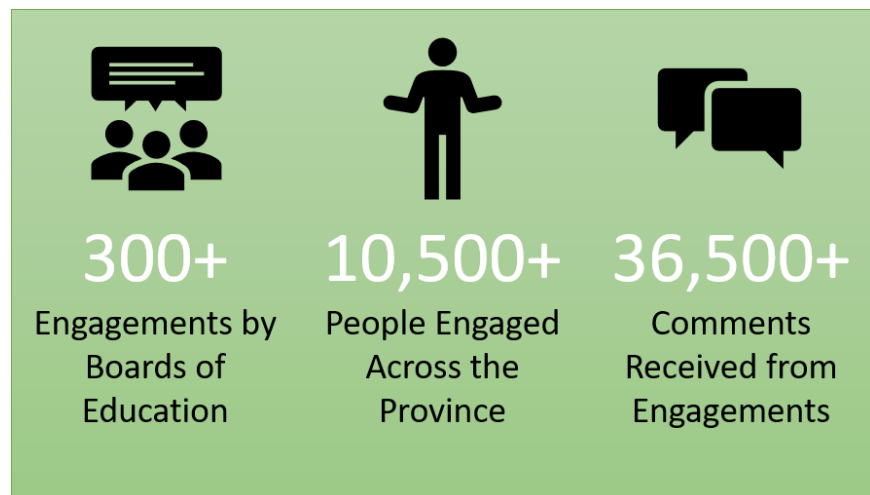 300+
Engagements by
Boards of
Education
10,500+
People Engaged
Across the
Province
36,500+
Comments
Received from
Engagements